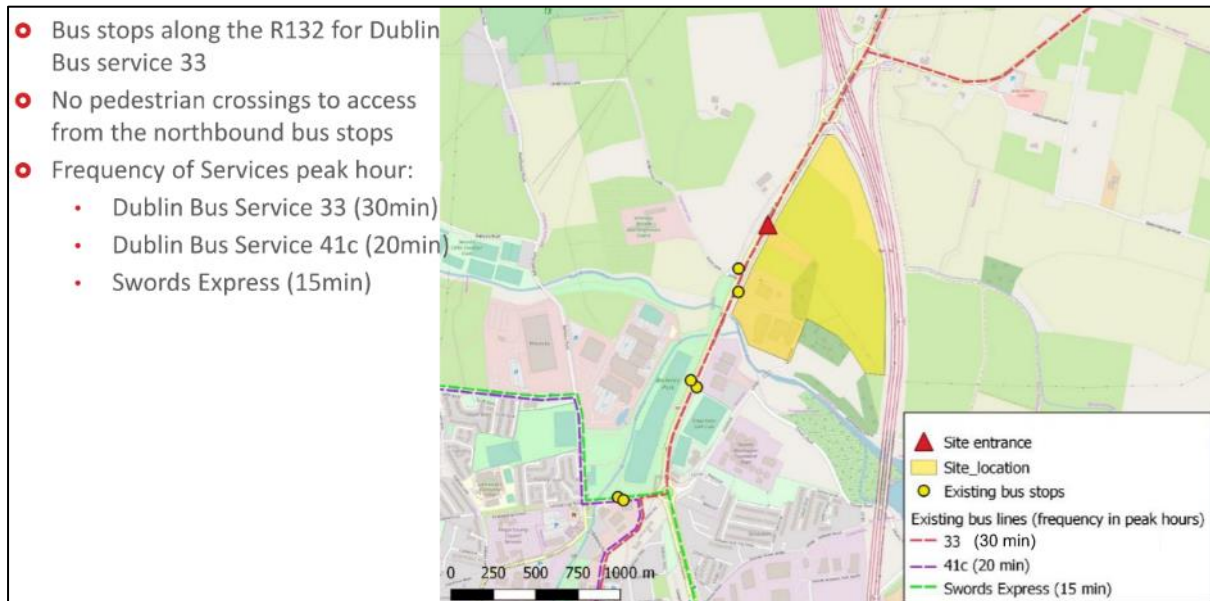 Bus stops along the R132 for Dublin
Bus service 33
No pedestrian crossings to access
from the northbound bus stops
Frequency of Services peak hour:
Dublin Bus Service 33 (30min)
Dublin Bus Service 41c (20min)
Swords Express (15min)
Site entrance
Site_location
Existing bus stops
Existing bus lines (frequency in peak hours)
33 (30 min)
41c (20 min)
Swords Express (15 min)
0 250 500 750 1000 m